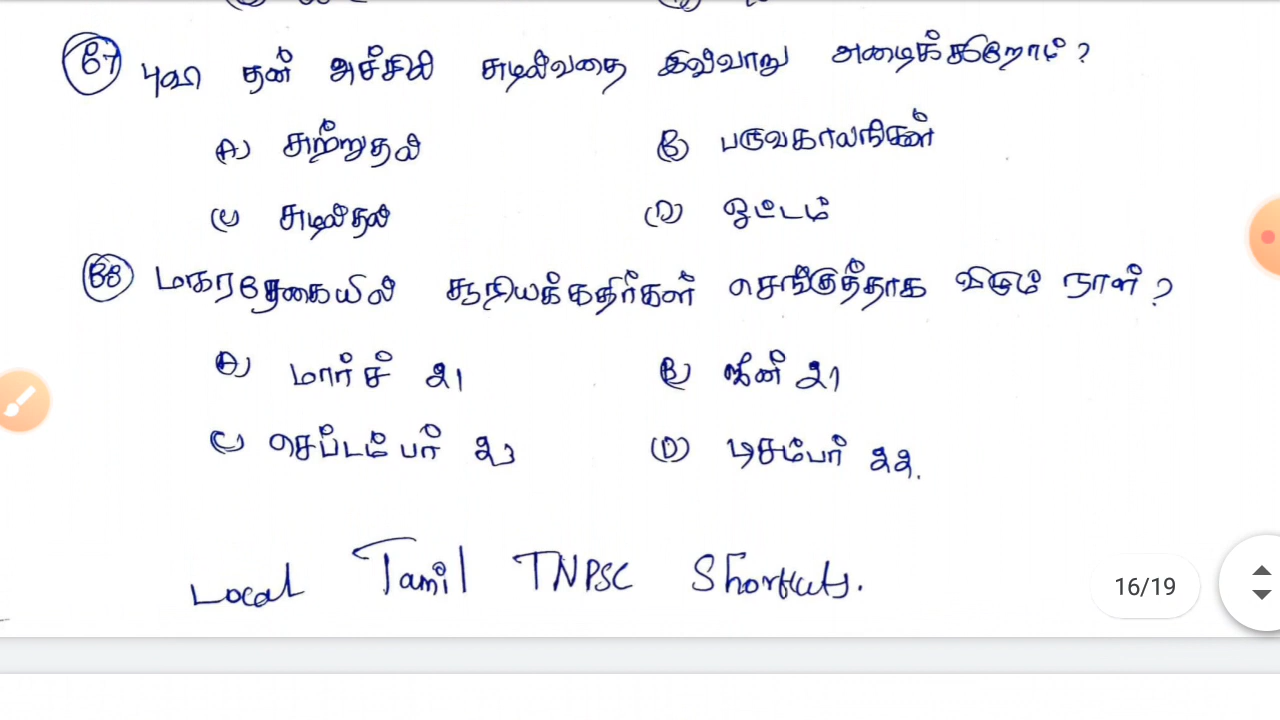 67 புவி தன் அச்சில் சுழல்வதை இவ்வாறு அழைக்கிறோம்?
A) சுற்றுதல் B) பருவகாலநிகள்
C) சுழல்தல் D) ஓட்டம்
68 மகரரேகையில் சூரியக்கதிர்கள் செங்குத்தாக விழும் நாள்?
A) மார்ச் 21 B) ஜீன் 21
C) செப்டம்பர் 23 D) டிசம்பர் 22.
Local Tamil TNPSC Shortcuts.
16/19